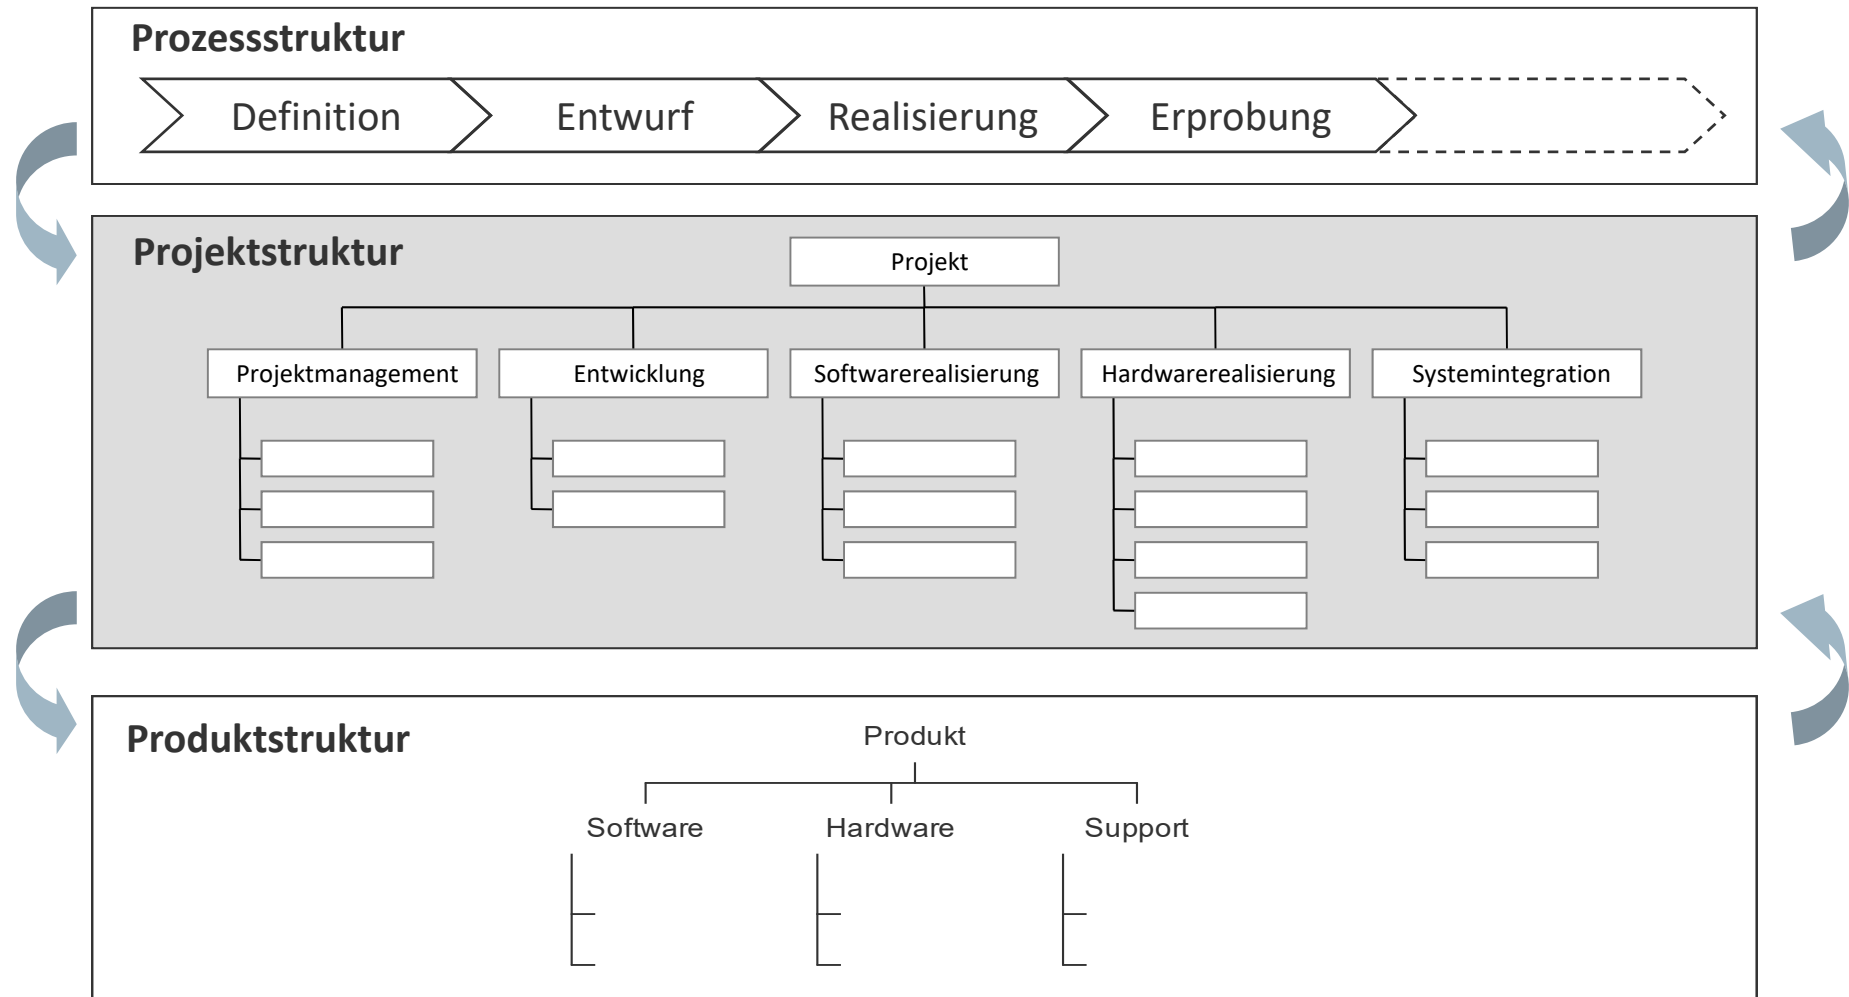 Prozessstruktur
Definition
Entwurf
Realisierung
Erprobung
Projektstruktur
Projekt
Projektmanagement
Entwicklung
Softwarerealisierung
Hardwarerealisierung
Systemintegration
Produktstruktur
Produkt
Software
Hardware
Support